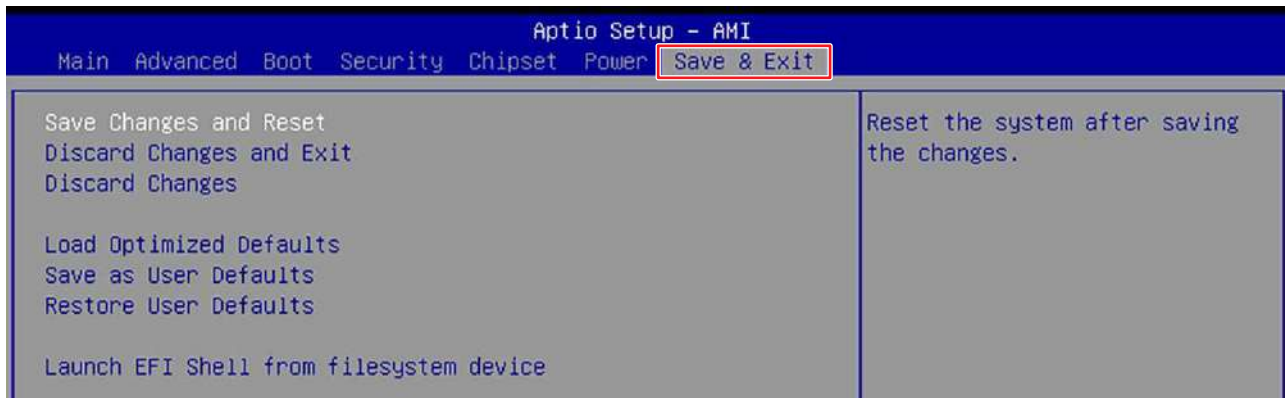 Aptio Setup – AMI
Main Advanced Boot Security Chipset Power Save & Exit
Save Changes and Reset
Discard Changes and Exit
Discard Changes
Load Optimized Defaults
Save as User Defaults
Restore User Defaults
Launch EFI Shell from filesystem device
Reset the system after saving
the changes.